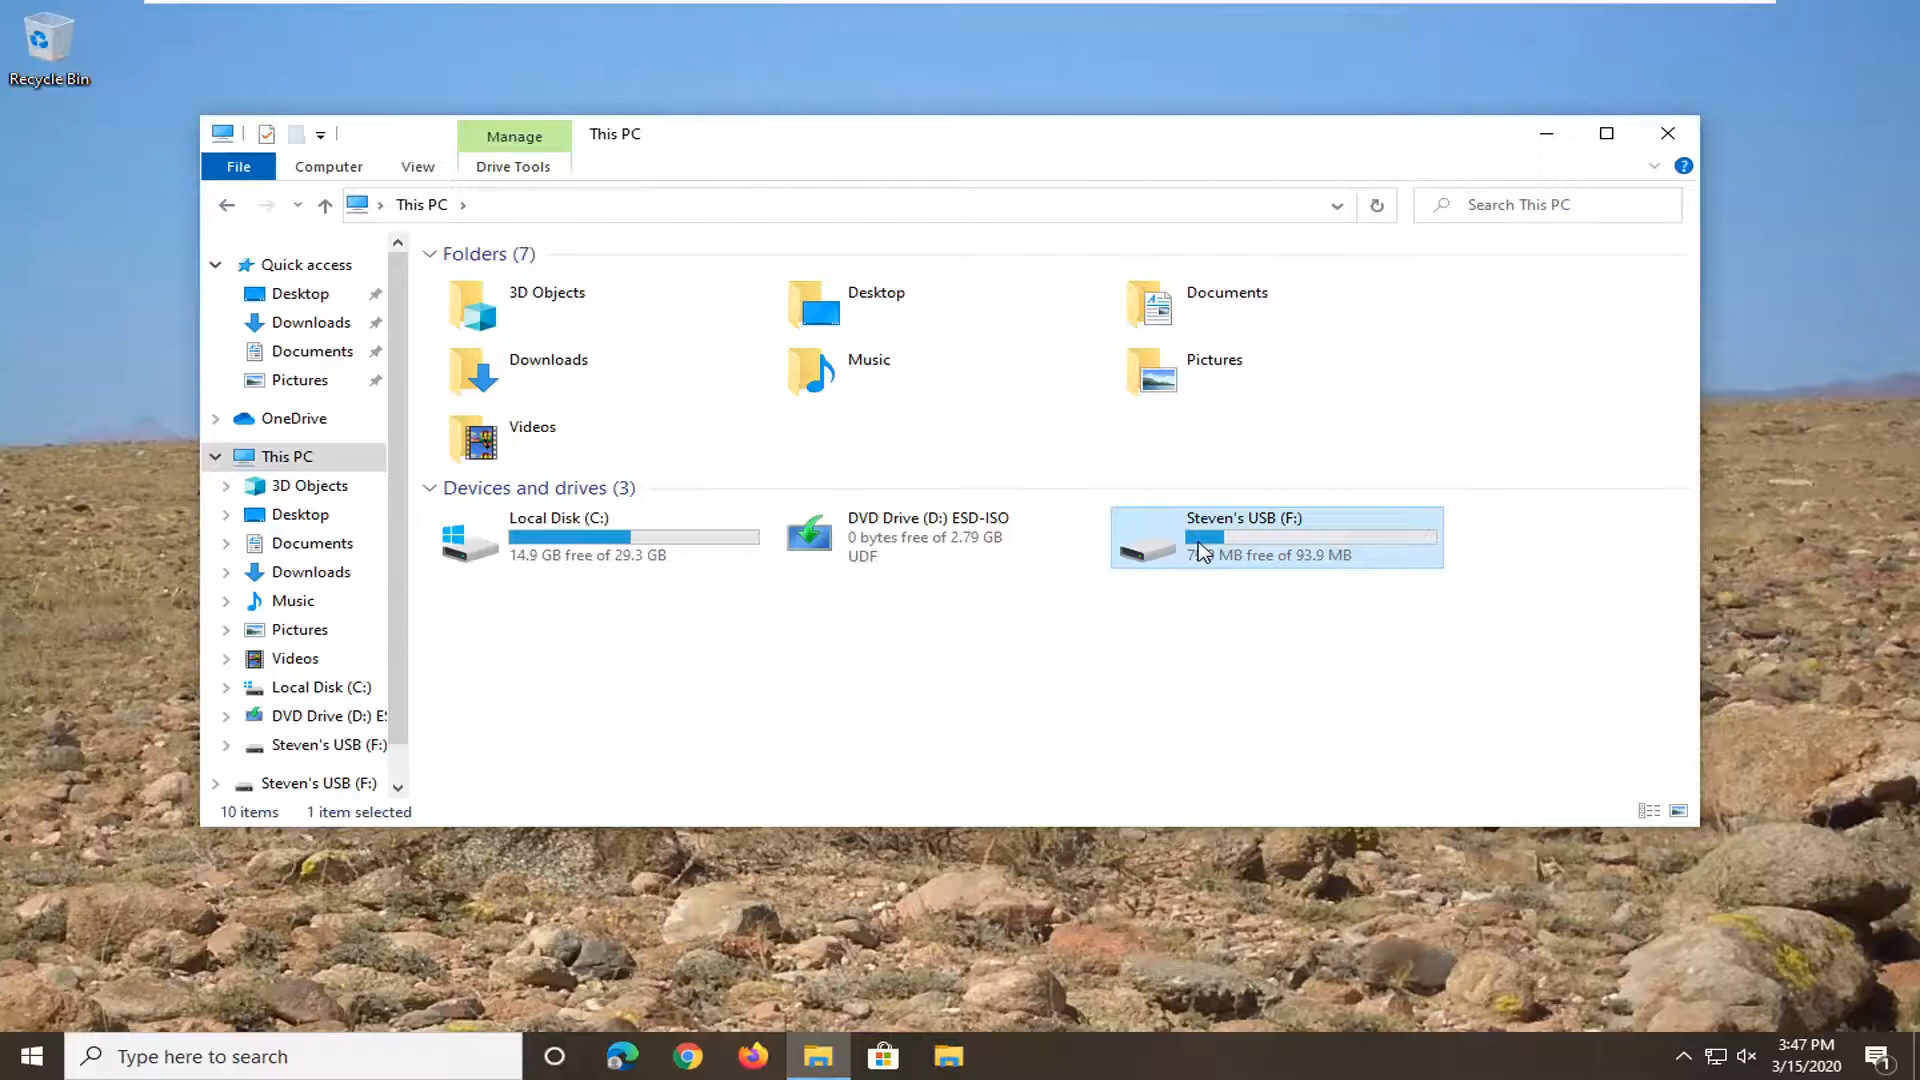 Recycle Bin
Manage
This PC
File
Computer
View
Drive Tools
This PC
Search This PC
Quick access
Desktop
Downloads
Documents
Pictures
OneDrive
This PC
3D Objects
Desktop
Documents
Downloads
Music
Pictures
Videos
Local Disk (C:)
DVD Drive (D:) E
Steven's USB (F:)
Steven's USB (F:)
Folders (7)
3D Objects
Desktop
Documents
Downloads
Music
Pictures
Videos
Devices and drives (3)
Local Disk (C:)
14.9 GB free of 29.3 GB
DVD Drive (D:) ESD-ISO
0 bytes free of 2.79 GB
UDF
Steven's USB (F:)
MB free of 93.9 MB
10 items
1 item selected
Type here to search
3:47 PM
3/15/2020
1